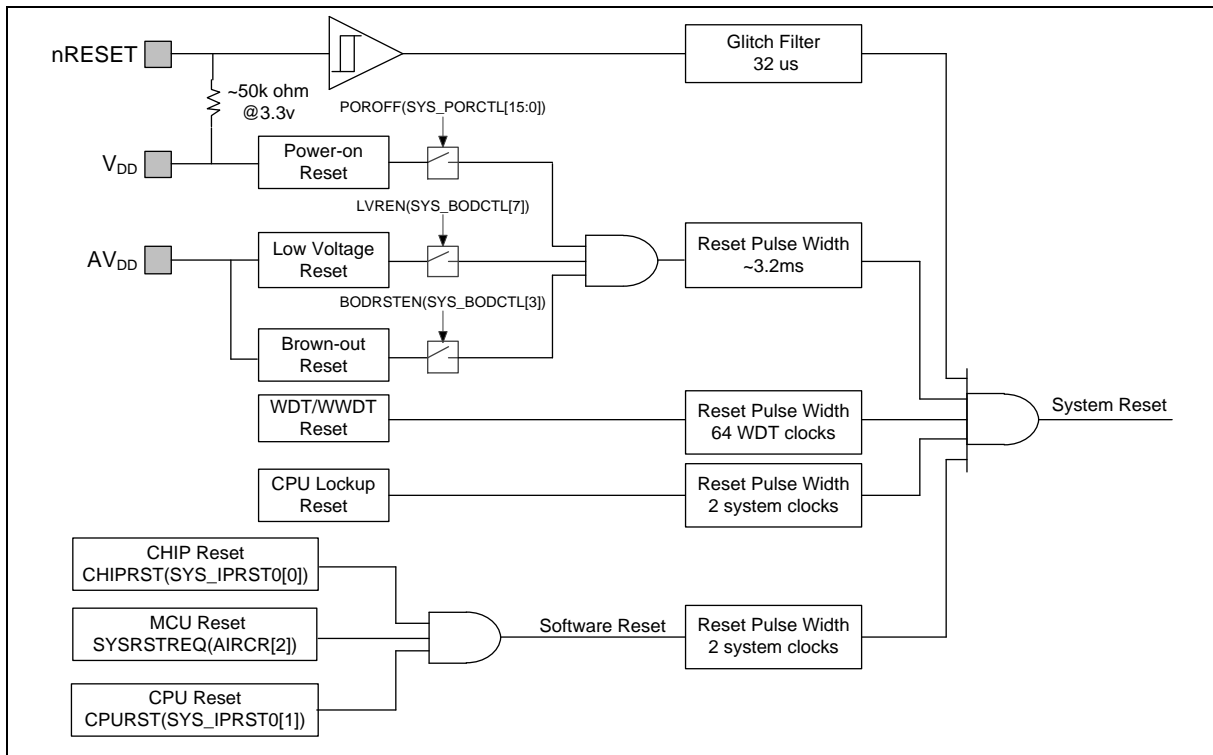 nRESET
Glitch Filter
32 us
~50k ohm
@3.3v
POROFF(SYS_PORCTL[15:0])
VDD
Power-on
Reset
LVREN(SYS_BODCTL[7])
AVDD
Low Voltage
Reset
Reset Pulse Width
~3.2ms
BODRSTEN(SYS_BODCTL[3])
Brown-out
Reset
WDT/WWDT
Reset
Reset Pulse Width
64 WDT clocks
System Reset
CPU Lockup
Reset
Reset Pulse Width
2 system clocks
CHIP Reset
CHIPRST(SYS_IPRST0[0])
MCU Reset
SYSRSTREQ(AIRCR[2])
Software Reset
Reset Pulse Width
2 system clocks
CPU Reset
CPURST(SYS_IPRST0[1])